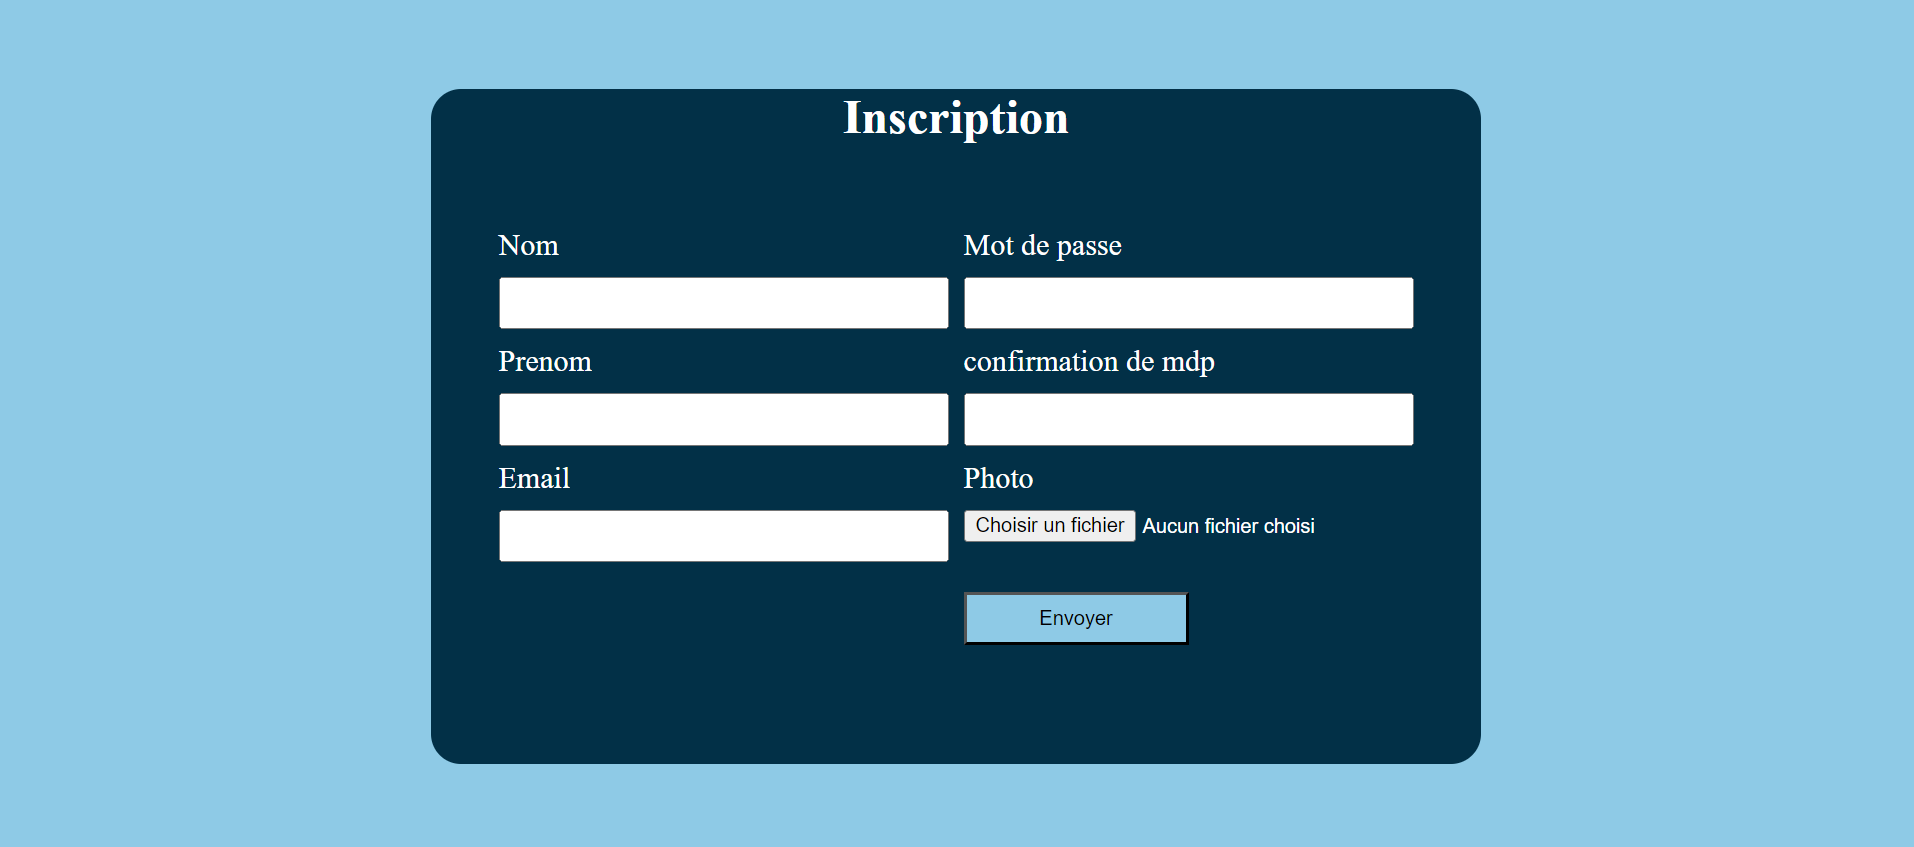 Inscription
Nom
Mot de passe
Prenom
confirmation de mdp
Email
Photo
Choisir un fichier Aucun fichier choisi
Envoyer